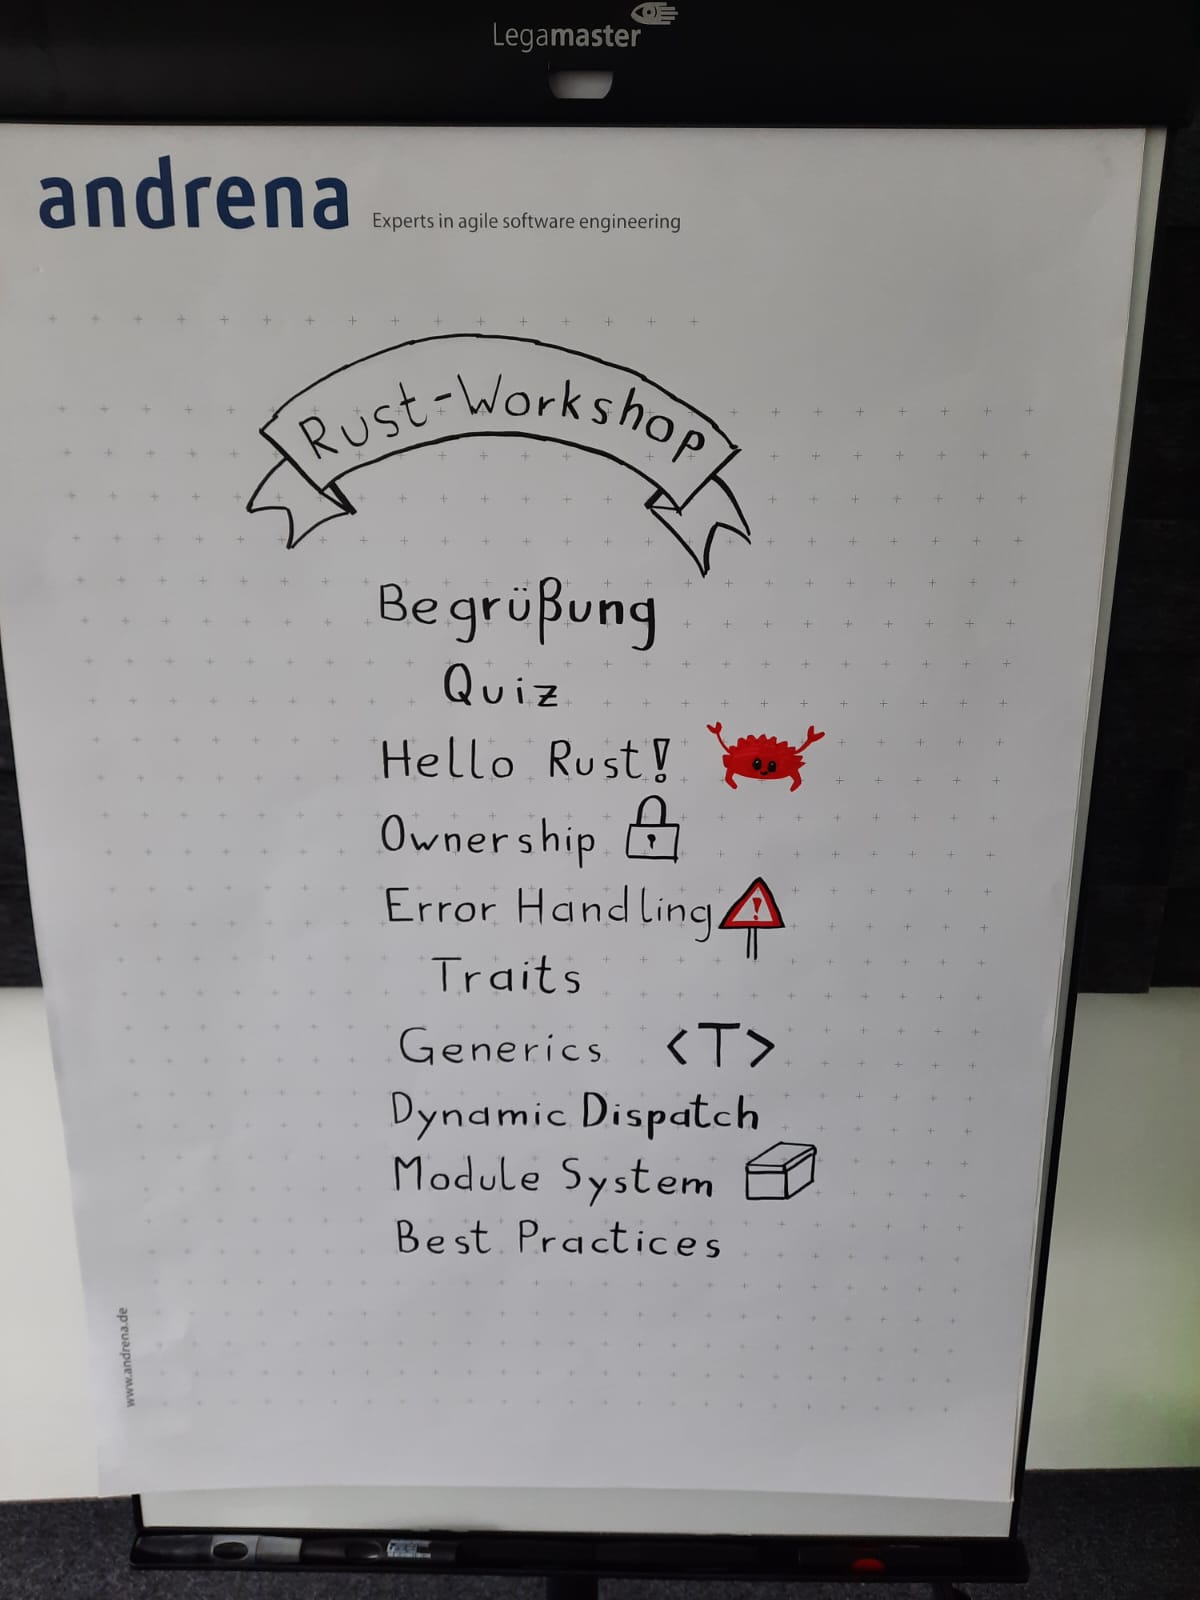 Legamaster
andrena Experts in agile software engineering
Rust-Workshop
Begrüßung
Quiz
Hello Rust!
Ownership
Error Handling !
Traits
Generics <T>
Dynamic Dispatch
Module System
Best Practices
www.andrena.de